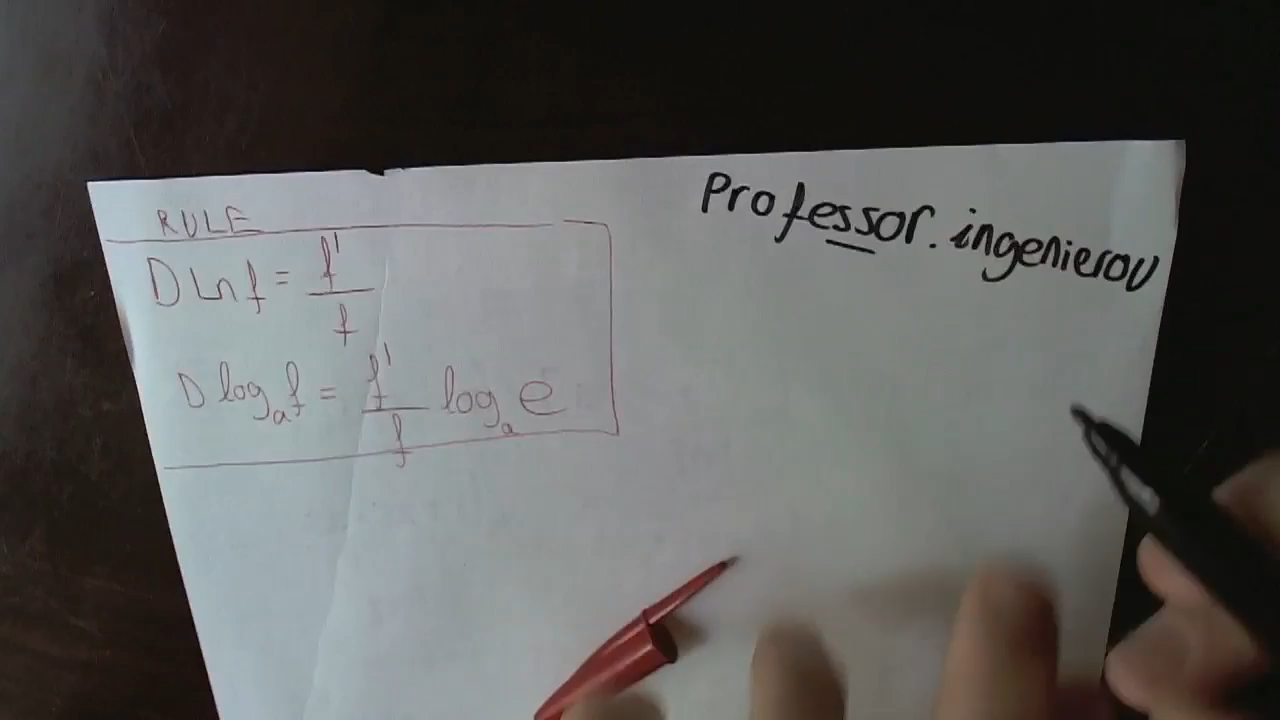 RULE
D Ln f = f' / f
D log_a f = f' / f log_a e
Professor.ingenierov